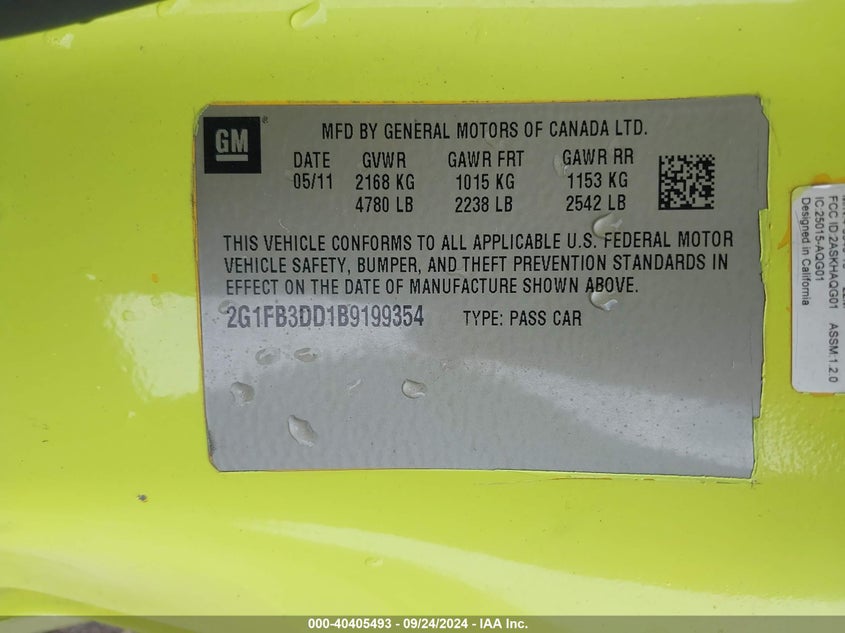 GM
MFD BY GENERAL MOTORS OF CANADA LTD.
DATE GVWR GAWR FRT GAWR RR
05/11 2168 KG 1015 KG 1153 KG
4780 LB 2238 LB 2542 LB
THIS VEHICLE CONFORMS TO ALL APPLICABLE U.S. FEDERAL MOTOR
VEHICLE SAFETY, BUMPER, AND THEFT PREVENTION STANDARDS IN
EFFECT ON THE DATE OF MANUFACTURE SHOWN ABOVE.
2G1FB3DD1B9199354 TYPE: PASS CAR
FCC ID:2ASKHAQG01 ASSM.1.2.0
IC:25015-AQG01
Designed in California
000-40405493 - 09/24/2024 - IAA Inc.